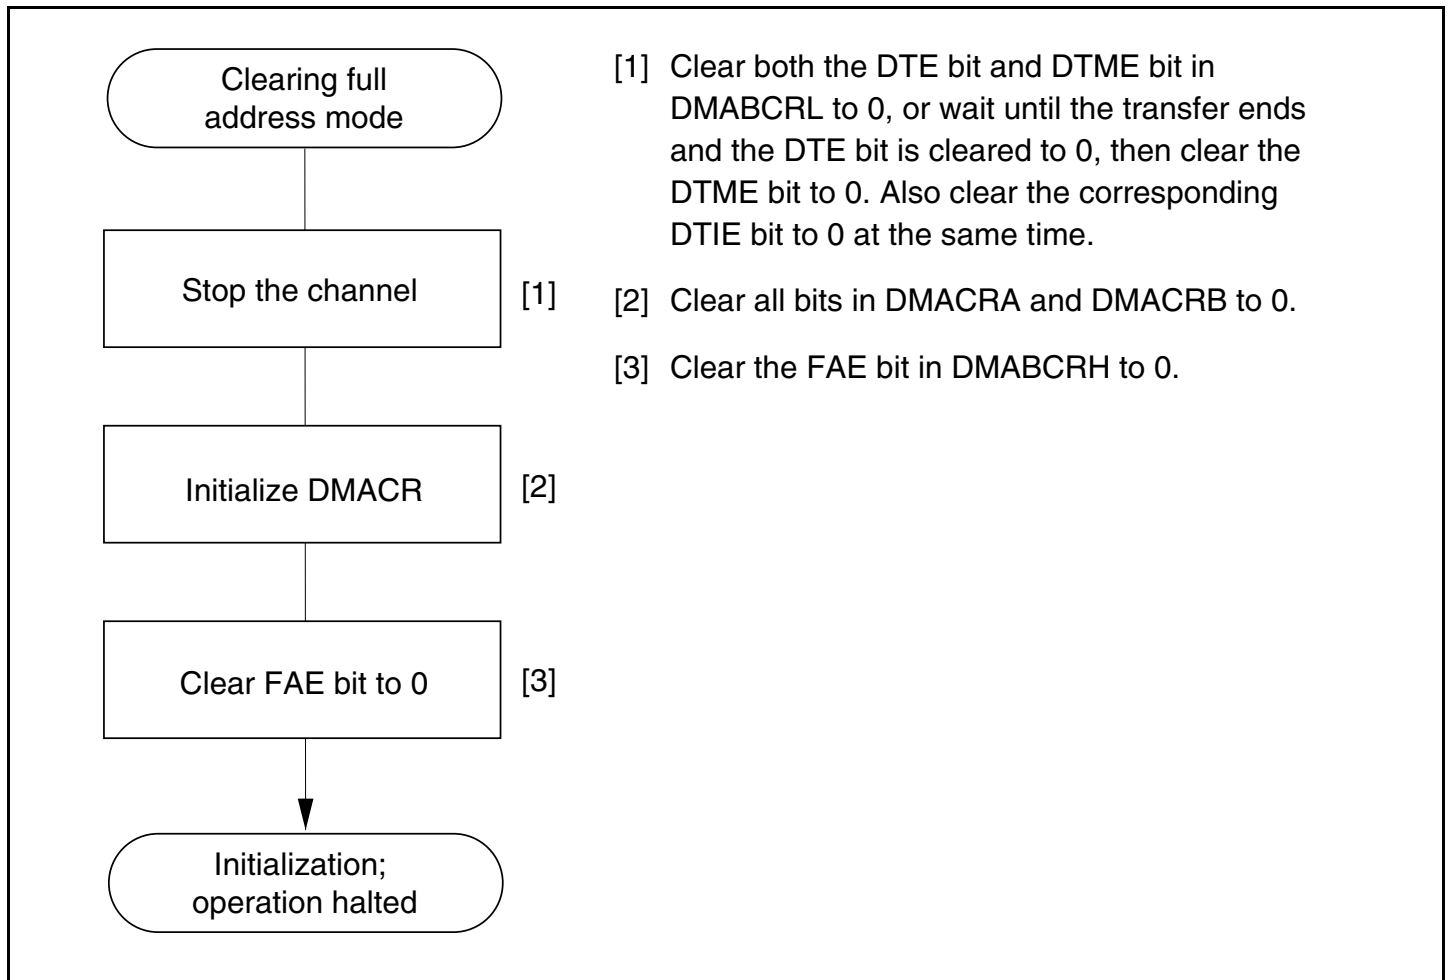 Clearing full
address mode
Stop the channel
[1]
Initialize DMACR
[2]
Clear FAE bit to 0
[3]
Initialization;
operation halted
[1] Clear both the DTE bit and DTME bit in
DMABCRL to 0, or wait until the transfer ends
and the DTE bit is cleared to 0, then clear the
DTME bit to 0. Also clear the corresponding
DTIE bit to 0 at the same time.
[2] Clear all bits in DMACRA and DMACRB to 0.
[3] Clear the FAE bit in DMABCRH to 0.